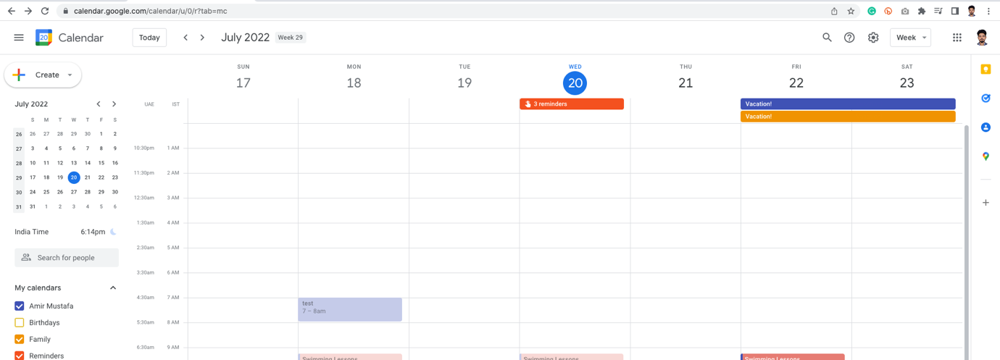 calendar.google.com/calendar/u/0/r?tab=mc
20 Calendar Today July 2022 Week 29 Week
Create
SUN MON TUE WED THU FRI SAT
17 18 19 20 21 22 23
July 2022
UAE IST
3 reminders
Vacation!
Vacation!
S M T W T F S
26 26 27 28 29 30 1 2
27 3 4 5 6 7 8 9
28 10 11 12 13 14 15 16
29 17 18 19 20 21 22 23
30 24 25 26 27 28 29 30
31 31 1 2 3 4 5 6
India Time 6:14pm
Search for people
My calendars
Amir Mustafa
Birthdays
Family
Reminders
10:30pm 1 AM
11:30pm 2 AM
12:30am 3 AM
1:30am 4 AM
2:30am 5 AM
3:30am 6 AM
4:30am 7 AM
5:30am 8 AM
6:30am 9 AM
test
7 – 8am
Swimming Lessons
Swimming Lessons
Swimming Lessons